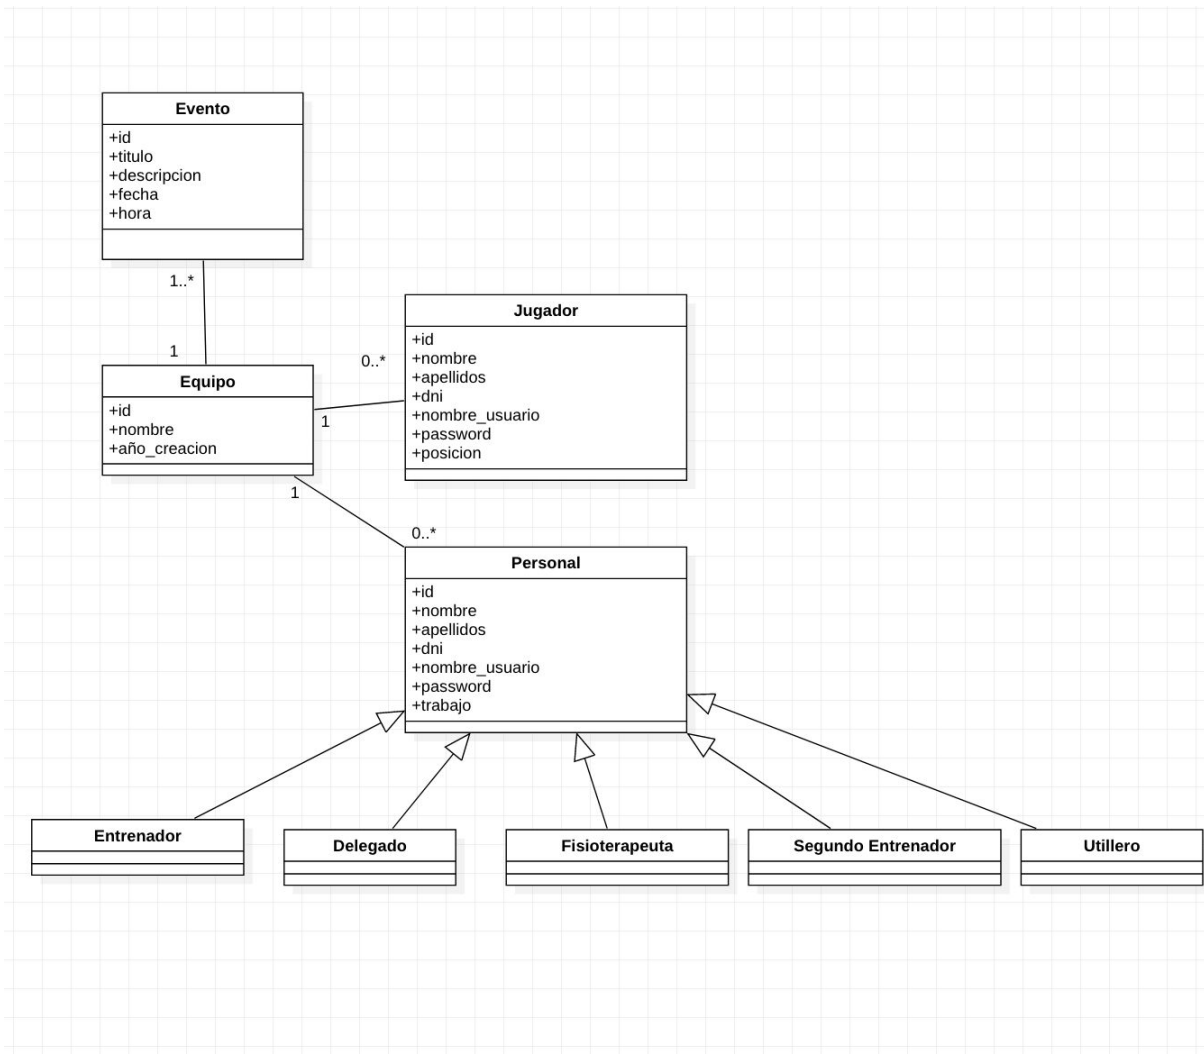 Evento
+id
+titulo
+descripcion
+fecha
+hora
1..*
1
Equipo
+id
+nombre
+año_creacion
1
0..*
Jugador
+id
+nombre
+apellidos
+dni
+nombre_usuario
+password
+posicion
1
0..*
Personal
+id
+nombre
+apellidos
+dni
+nombre_usuario
+password
+trabajo
Entrenador
Delegado
Fisioterapeuta
Segundo Entrenador
Utillero